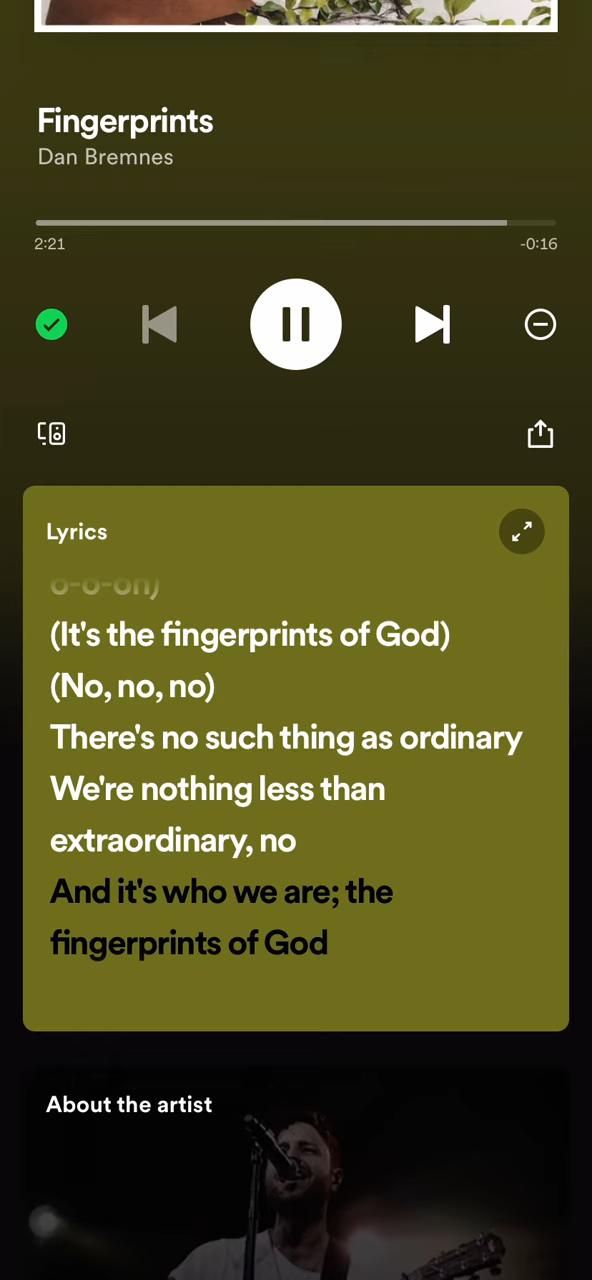 Fingerprints
Dan Bremnes
2:21
-0:16
Lyrics
o-o-oh)
(It's the fingerprints of God)
(No, no, no)
There's no such thing as ordinary
We're nothing less than
extraordinary, no
And it's who we are; the
fingerprints of God
About the artist